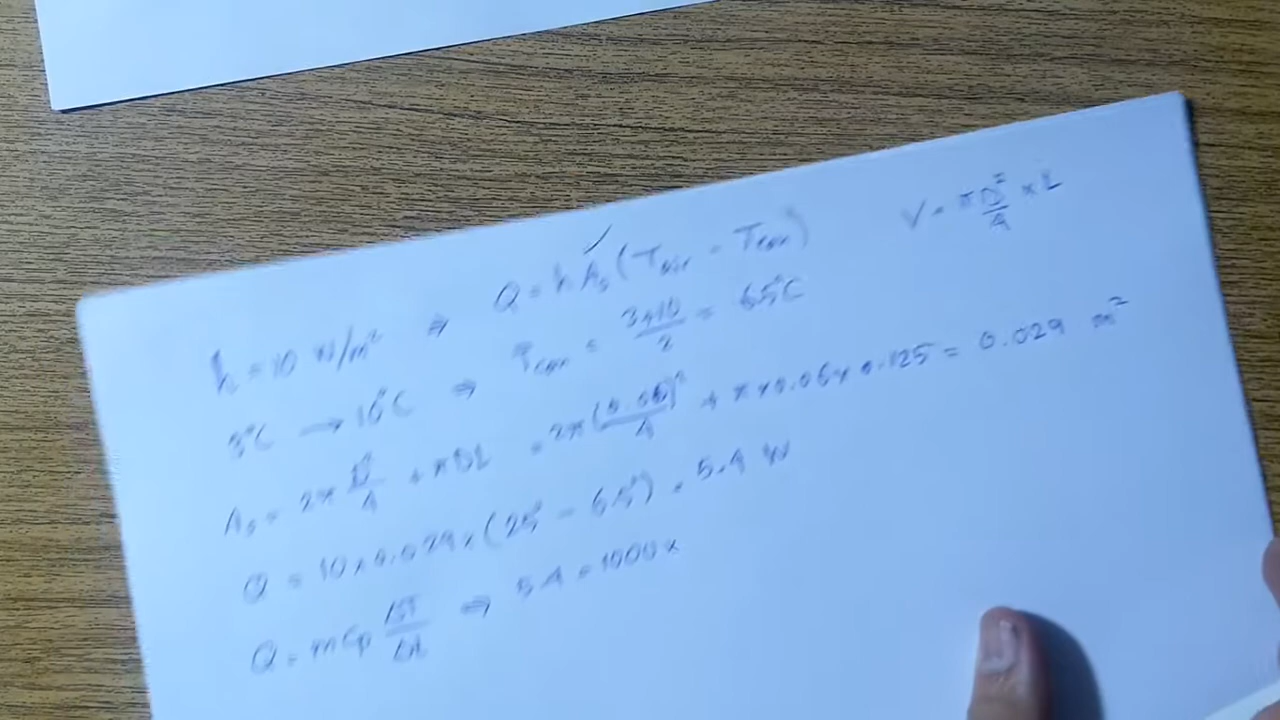 V = πD²/4 × L
h = 10 W/m² ⇒ Q = h As (Tair - Tcan)
3°C → 10°C ⇒ Tcan = 3+10/2 = 6.5°C
As = 2π D²/4 + πDL = 2π(0.06)²/4 + π×0.06×0.125 = 0.029 m²
Q = 10×0.029×(25° - 6.5°) = 5.4 W
Q = mCp ΔT/Δt ⇒ 5.4 = 1000×